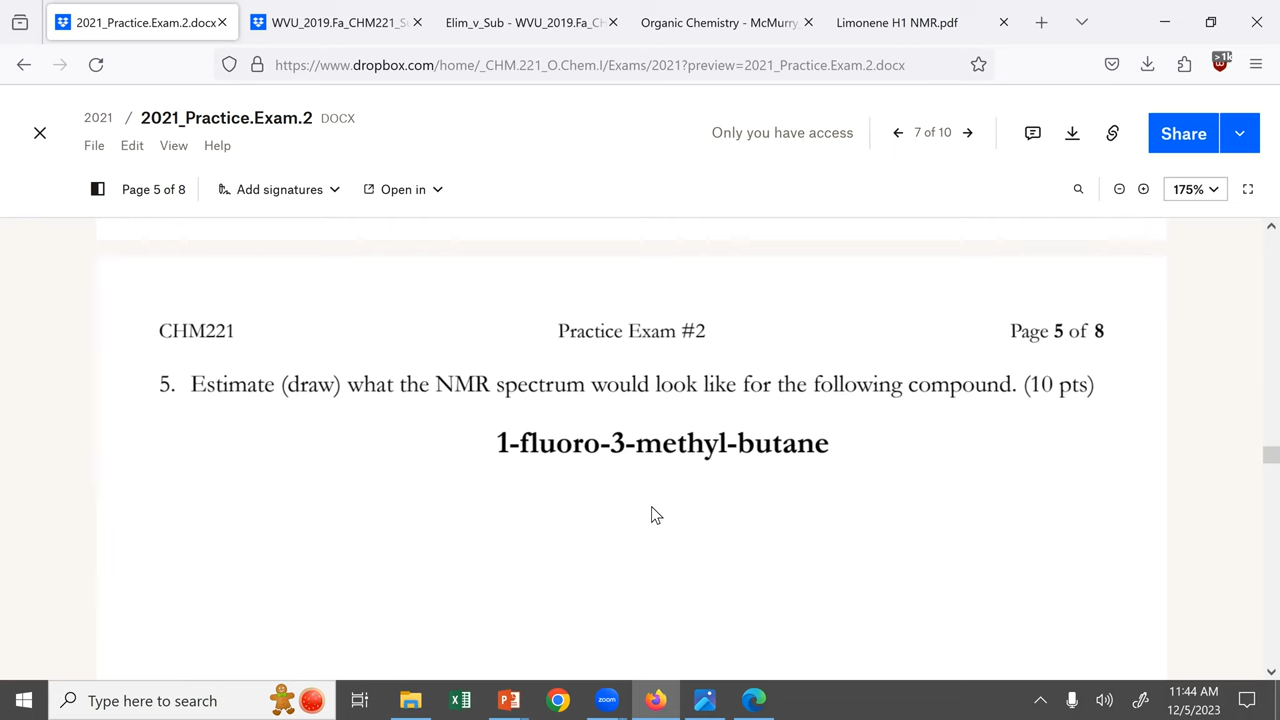 2021_Practice.Exam.2.docx
WVU_2019.Fa_CHM221_S
Elim_v_Sub - WVU_2019.Fa_CH
Organic Chemistry - McMurry
Limonene H1 NMR.pdf
https://www.dropbox.com/home/_CHM.221_O.Chem.I/Exams/2021?preview=2021_Practice.Exam.2.docx
>1k
2021 / 2021_Practice.Exam.2 DOCX
File Edit View Help
Only you have access
7 of 10
Share
Page 5 of 8
Add signatures
Open in
175%
CHM221 Practice Exam #2 Page 5 of 8
5. Estimate (draw) what the NMR spectrum would look like for the following compound. (10 pts)
1-fluoro-3-methyl-butane
Type here to search
zoom
11:44 AM
12/5/2023